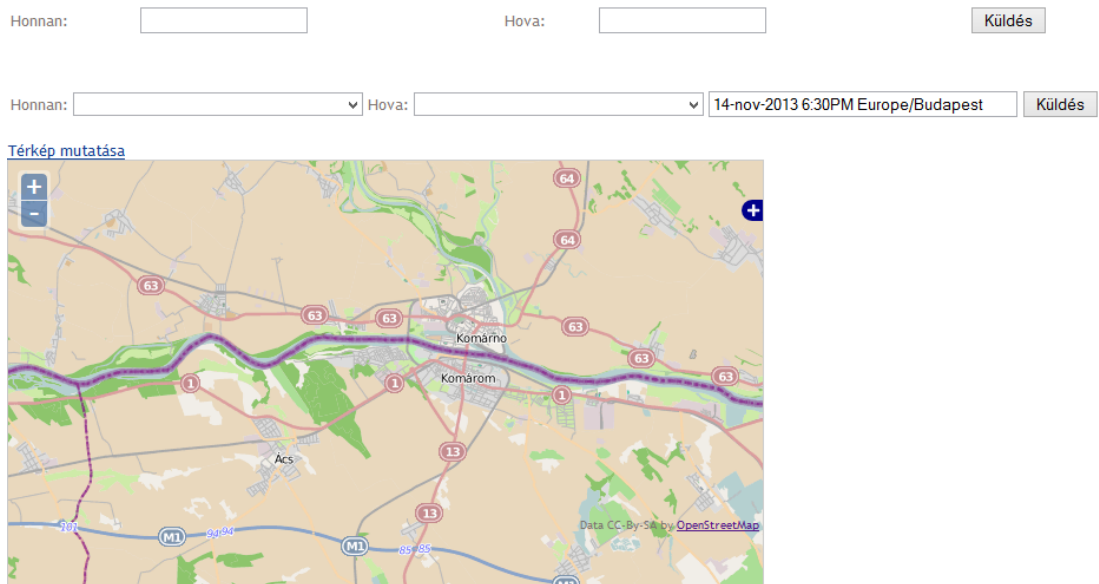 Honnan: Hova: Küldés
Honnan: Hova: 14-nov-2013 6:30PM Europe/Budapest Küldés
Térkép mutatása
+
-
+
64
64
63
63
63
63
Komárno
63
63
Komárom
1
1
1
Ács
13
13
Data CC-By-SA by OpenStreetMap
101
M1
94 94
M1
85 85